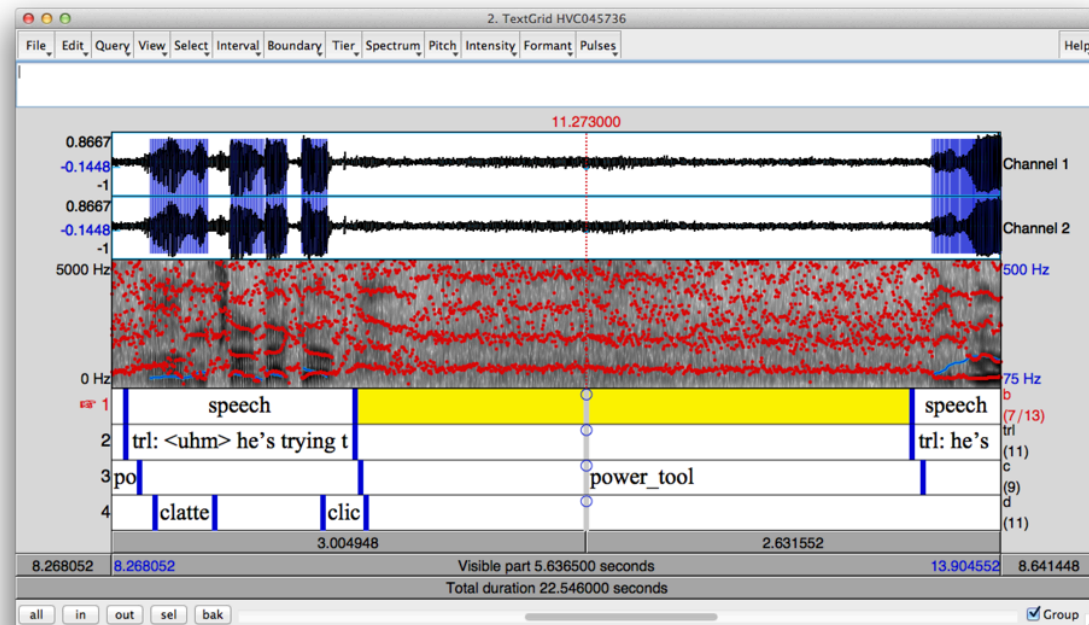 2. TextGrid HVC045736
File Edit Query View Select Interval Boundary Tier Spectrum Pitch Intensity Formant Pulses Help
11.273000
0.8667
-0.1448
-1
Channel 1
0.8667
-0.1448
-1
Channel 2
5000 Hz
500 Hz
0 Hz
75 Hz
1 speech speech b
(7/13)
2 trl: <uhm> he's trying t trl: he's trl
(11)
3 po power_tool c
(9)
4 clatte clic d
(11)
3.004948 2.631552
8.268052 8.268052 Visible part 5.636500 seconds 13.904552 8.641448
Total duration 22.546000 seconds
all in out sel bak Group